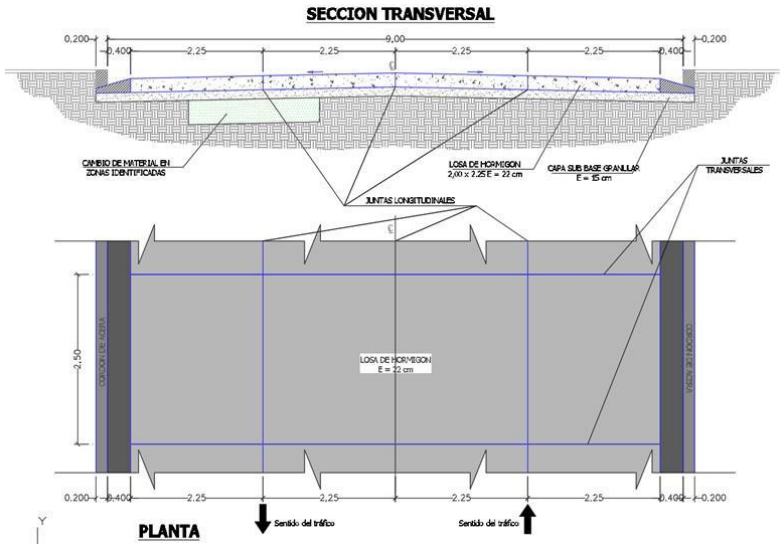 SECCION TRANSVERSAL
0,200 9,00 0,200
0,400 2,25 2,25 2,25 2,25 0,400
CAMBIO DE MATERIAL EN
ZONAS IDENTIFICADAS
LOSA DE HORMIGON
2,00 x 2.25 E = 22 cm
CAPA SUB BASE GRANULAR
E = 15 cm
JUNTAS
TRANSVERSALES
JUNTAS LONGITUDINALES
CORDON DE ACERA
2,50
LOSA DE HORMIGON
E = 22 cm
CORDON DE ACERA
0,200 0,400 2,25 2,25 2,25 2,25 0,400 0,200
Y
PLANTA
Sentido del tráfico
Sentido del tráfico